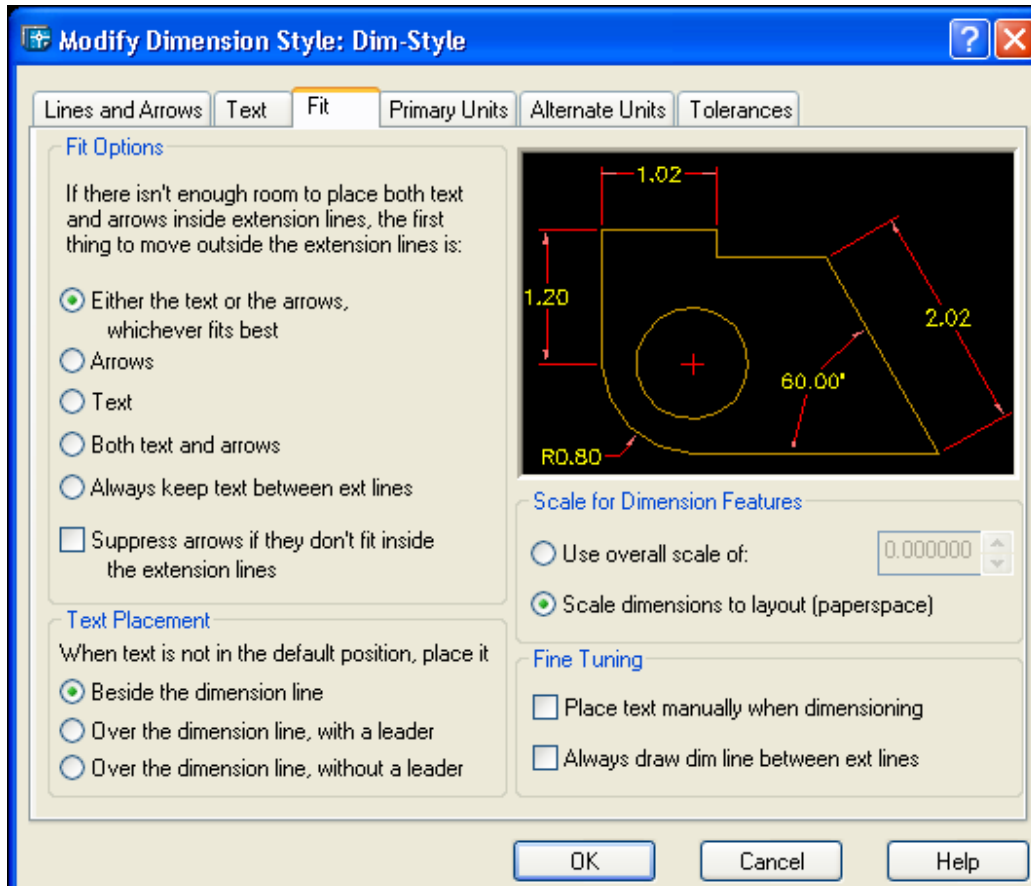 Modify Dimension Style: Dim-Style
?
Lines and Arrows
Text
Fit
Primary Units
Alternate Units
Tolerances
Fit Options
If there isn't enough room to place both text
and arrows inside extension lines, the first
thing to move outside the extension lines is:
Either the text or the arrows,
whichever fits best
Arrows
Text
Both text and arrows
Always keep text between ext lines
Suppress arrows if they don't fit inside
the extension lines
Text Placement
When text is not in the default position, place it
Beside the dimension line
Over the dimension line, with a leader
Over the dimension line, without a leader
1.02
1.20
2.02
60.00°
R0.80
Scale for Dimension Features
Use overall scale of:
0.000000
Scale dimensions to layout (paperspace)
Fine Tuning
Place text manually when dimensioning
Always draw dim line between ext lines
OK
Cancel
Help